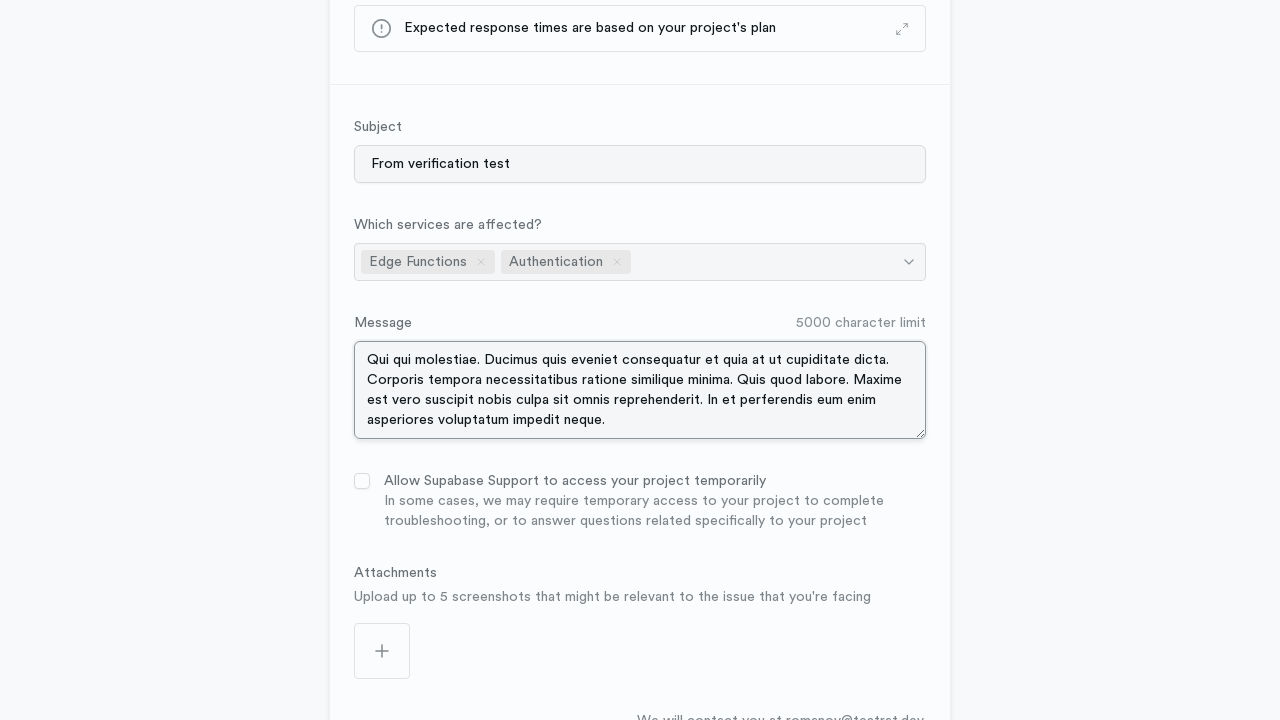 Expected response times are based on your project's plan
Subject
From verification test
Which services are affected?
Edge Functions Authentication
Message 5000 character limit
Qui qui molestiae. Ducimus quis eveniet consequatur et quia at ut cupiditate dicta.
Corporis tempora necessitatibus ratione similique minima. Quis quod labore. Maxime
est vero suscipit nobis culpa sit omnis reprehenderit. In et perferendis eum enim
asperiores voluptatum impedit neque.
Allow Supabase Support to access your project temporarily
In some cases, we may require temporary access to your project to complete
troubleshooting, or to answer questions related specifically to your project
Attachments
Upload up to 5 screenshots that might be relevant to the issue that you're facing
We will contact you at